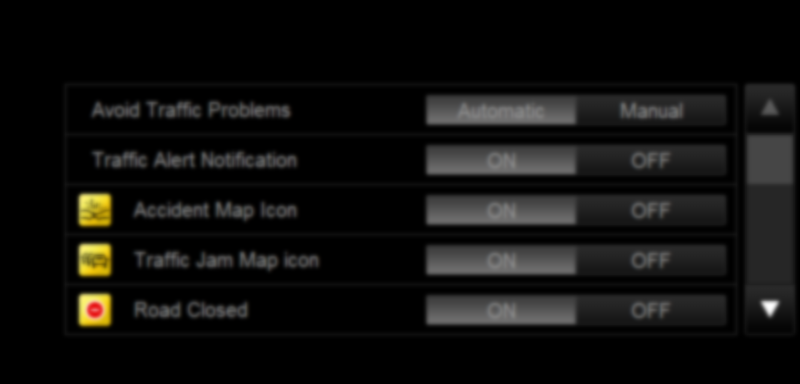 Avoid Traffic Problems Automatic Manual
Traffic Alert Notification ON OFF
Accident Map Icon ON OFF
Traffic Jam Map icon ON OFF
Road Closed ON OFF